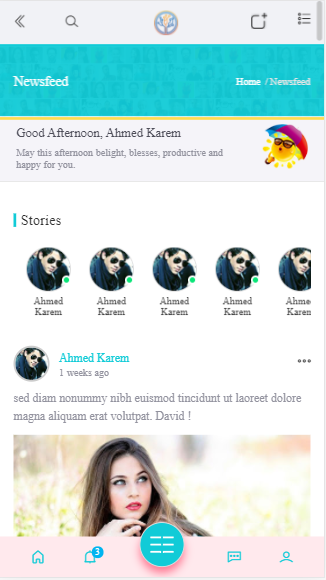 Newsfeed
Home / Newsfeed
Good Afternoon, Ahmed Karem
May this afternoon belight, blesses, productive and
happy for you.
Stories
Ahmed
Karem
Ahmed
Karem
Ahmed
Karem
Ahmed
Karem
Ahme
Kare
Ahmed Karem
1 weeks ago
sed diam nonummy nibh euismod tincidunt ut laoreet dolore
magna aliquam erat volutpat. David !
3